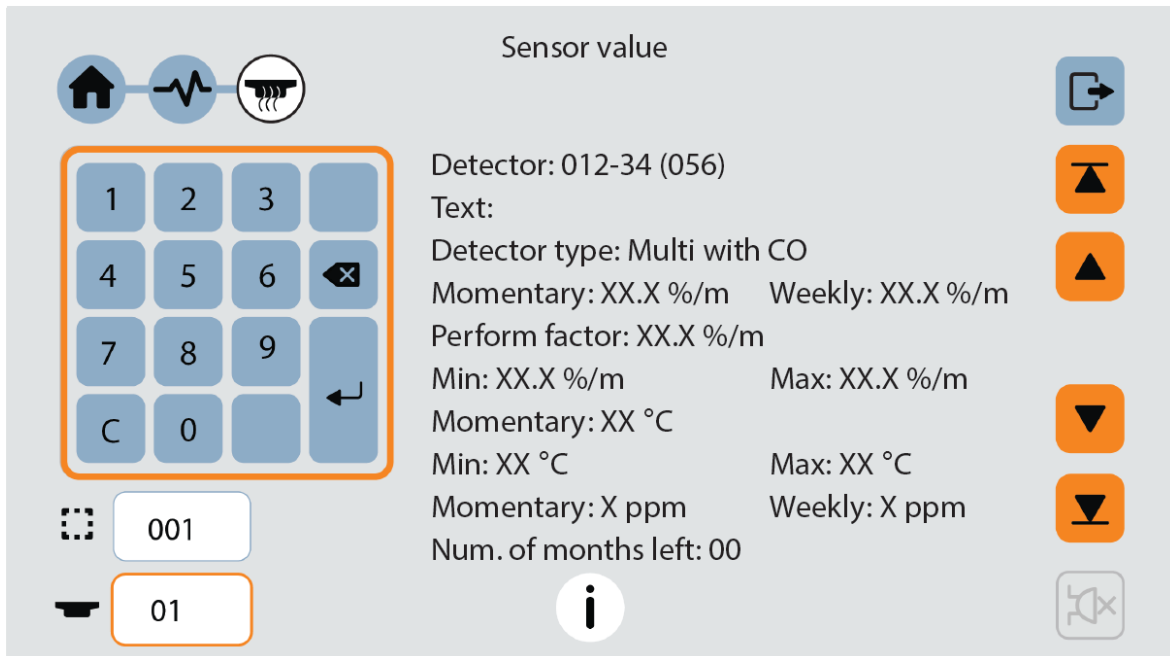 Sensor value
1 2 3
4 5 6
7 8 9
C 0
001
01
Detector: 012-34 (056)
Text:
Detector type: Multi with CO
Momentary: XX.X %/m Weekly: XX.X %/m
Perform factor: XX.X %/m
Min: XX.X %/m Max: XX.X %/m
Momentary: XX °C
Min: XX °C Max: XX °C
Momentary: X ppm Weekly: X ppm
Num. of months left: 00
i